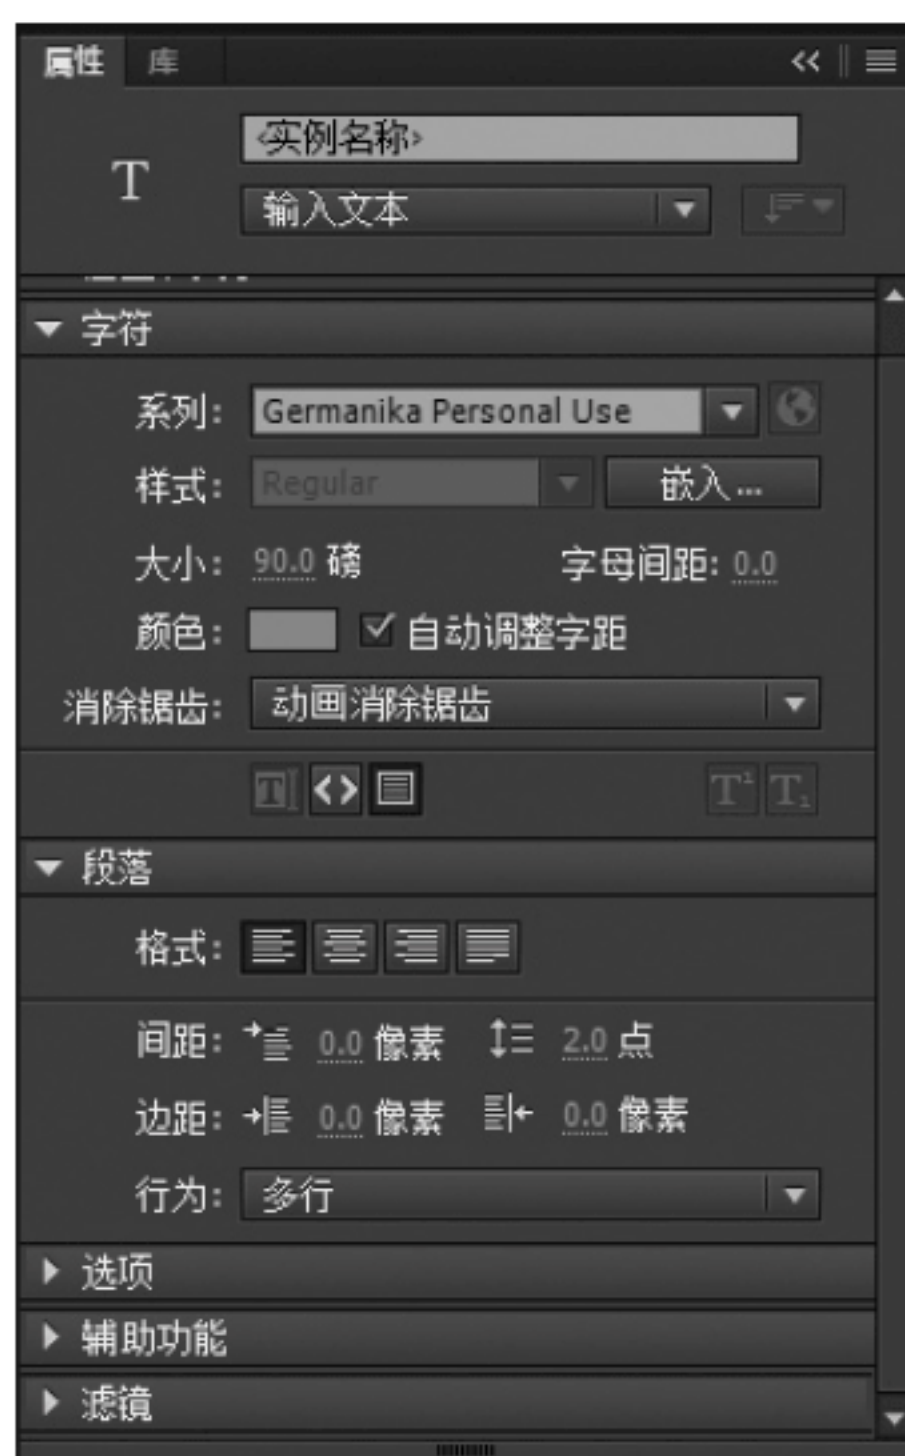 属性 库
<实例名称>
T
输入文本
字符
系列: Germanika Personal Use
样式: Regular 嵌入...
大小: 90.0 磅 字母间距: 0.0
颜色: 自动调整字距
消除锯齿: 动画消除锯齿
T <> T¹ T₁
段落
格式:
间距: 0.0 像素 2.0 点
边距: 0.0 像素 0.0 像素
行为: 多行
选项
辅助功能
滤镜